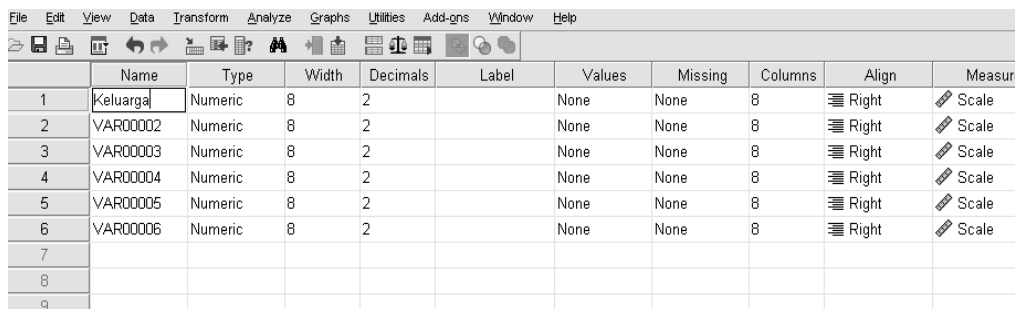 File Edit View Data Transform Analyze Graphs Utilities Add-ons Window Help
Name Type Width Decimals Label Values Missing Columns Align Measur
1 Keluarga Numeric 8 2 None None 8 Right Scale
2 VAR00002 Numeric 8 2 None None 8 Right Scale
3 VAR00003 Numeric 8 2 None None 8 Right Scale
4 VAR00004 Numeric 8 2 None None 8 Right Scale
5 VAR00005 Numeric 8 2 None None 8 Right Scale
6 VAR00006 Numeric 8 2 None None 8 Right Scale
7
8
9